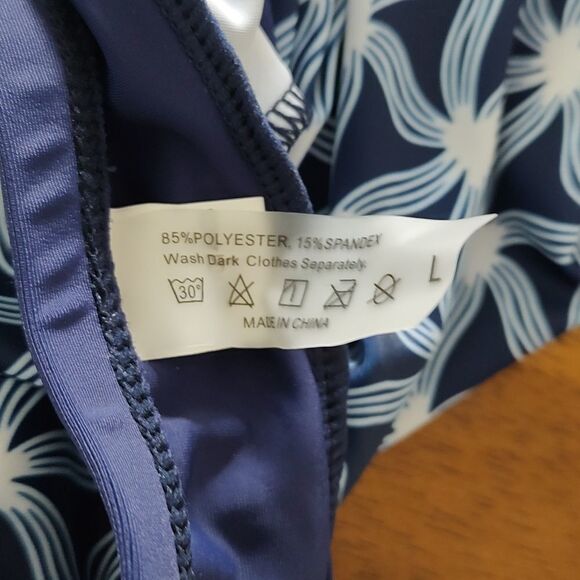 85%POLYESTER, 15%SPANDEX
Wash Dark Clothes Separately.
30°
L
MADE IN CHINA